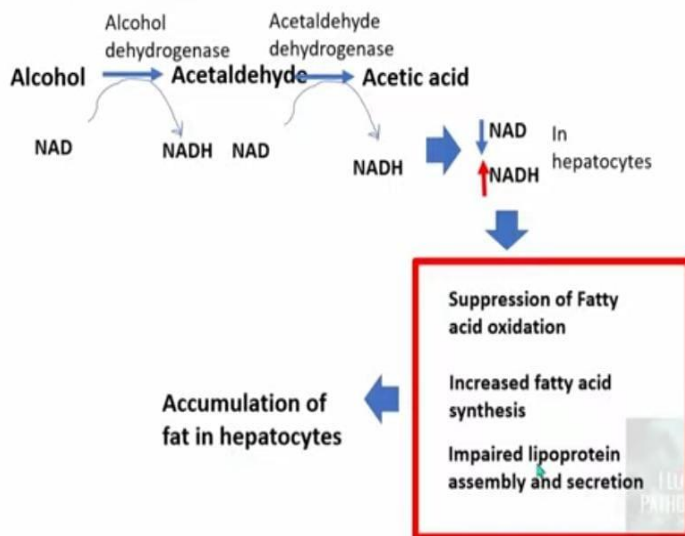 Alcohol
dehydrogenase
Acetaldehyde
dehydrogenase
Alcohol
Acetaldehyde
Acetic acid
NAD
NADH
NAD
NADH
NAD
NADH
In
hepatocytes
Suppression of Fatty
acid oxidation
Increased fatty acid
synthesis
Impaired lipoprotein
assembly and secretion
Accumulation of
fat in hepatocytes